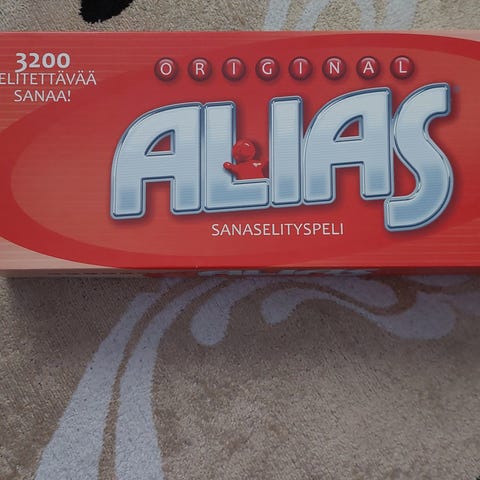 3200
ELITETTÄVÄÄ
SANAA!
ORIGINAL
ALIAS
SANASELITYSPELI